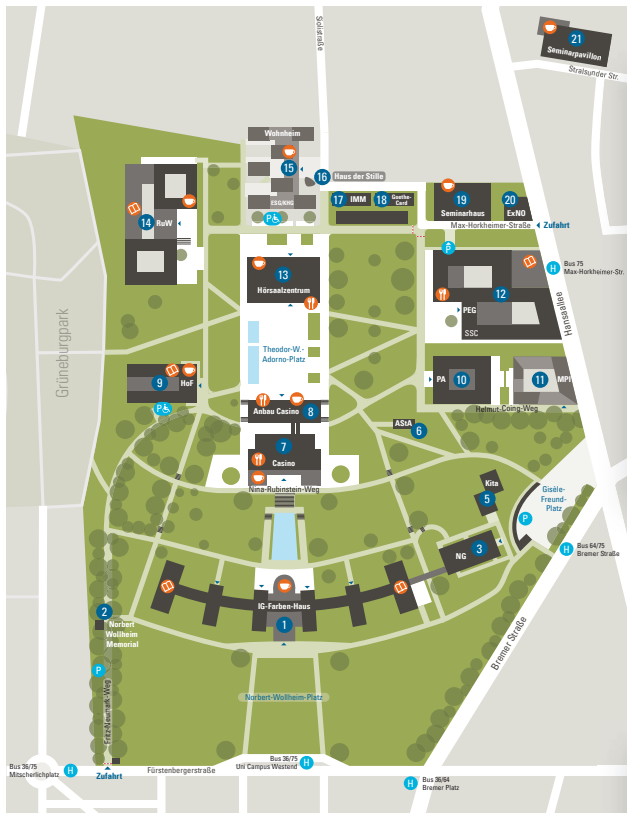 21
Seminarpavillon
Stralsunder Str.
Siolistraße
Wohnheim
15
16
Haus der Stille
ESG/KHG
P
17
IMM
18
Goethe-
Card
19
Seminarhaus
20
ExNO
Max-Horkheimer-Straße
Zufahrt
14
RuW
H
Bus 75
Max-Horkheimer-Str.
Hansaallee
13
Hörsaalzentrum
P
12
PEG
SSC
Grüneburgpark
Theodor-W.-
Adorno-Platz
9
HoF
P
PA
10
11
MPI
Helmut-Coing-Weg
Anbau Casino
8
AStA
6
7
Casino
Nina-Rubinstein-Weg
Kita
5
Gisèle-
Freund-
Platz
P
NG
3
H
Bus 64/75
Bremer Straße
IG-Farben-Haus
1
2
Norbert
Wollheim
Memorial
P
Fritz-Neumark-Weg
Bremer Straße
Norbert-Wollheim-Platz
Bus 36/75
Mitscherlichplatz
H
Zufahrt
Fürstenbergerstraße
Bus 36/75
Uni Campus Westend
H
H
Bus 36/64
Bremer Platz